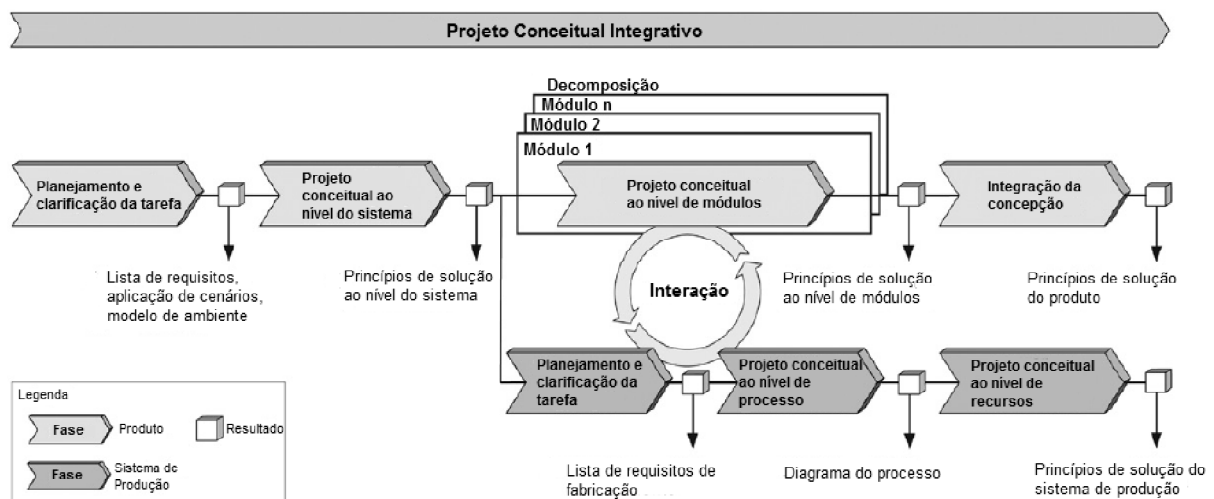 Projeto Conceitual Integrativo
Decomposição
Módulo n
Módulo 2
Módulo 1
Planejamento e
clarificação da tarefa
Projeto
conceitual ao
nível do sistema
Projeto conceitual
ao nível de módulos
Integração da
concepção
Lista de requisitos,
aplicação de cenários,
modelo de ambiente
Princípios de solução
ao nível do sistema
Interação
Princípios de solução
ao nível de módulos
Princípios de solução
do produto
Planejamento e
clarificação da
tarefa
Projeto conceitual
ao nível de
processo
Projeto conceitual
ao nível de
recursos
Lista de requisitos de
fabricação
Diagrama do processo
Princípios de solução do
sistema de produção
Legenda
Fase
Produto
Resultado
Fase
Sistema de
Produção